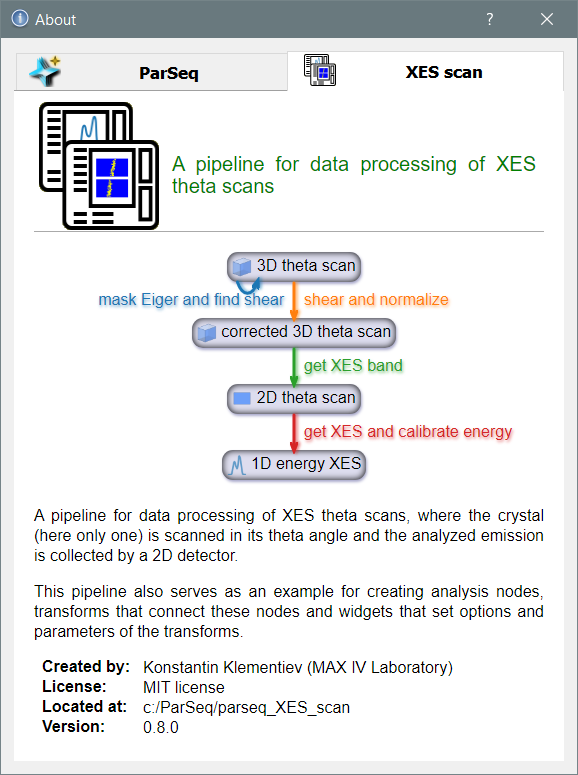 About
?
ParSeq
XES scan
A pipeline for data processing of XES
theta scans
3D theta scan
mask Eiger and find shear
shear and normalize
corrected 3D theta scan
get XES band
2D theta scan
get XES and calibrate energy
1D energy XES
A pipeline for data processing of XES theta scans, where the crystal
(here only one) is scanned in its theta angle and the analyzed emission
is collected by a 2D detector.
This pipeline also serves as an example for creating analysis nodes,
transforms that connect these nodes and widgets that set options and
parameters of the transforms.
Created by: Konstantin Klementiev (MAX IV Laboratory)
License: MIT license
Located at: c:/ParSeq/parseq_XES_scan
Version: 0.8.0